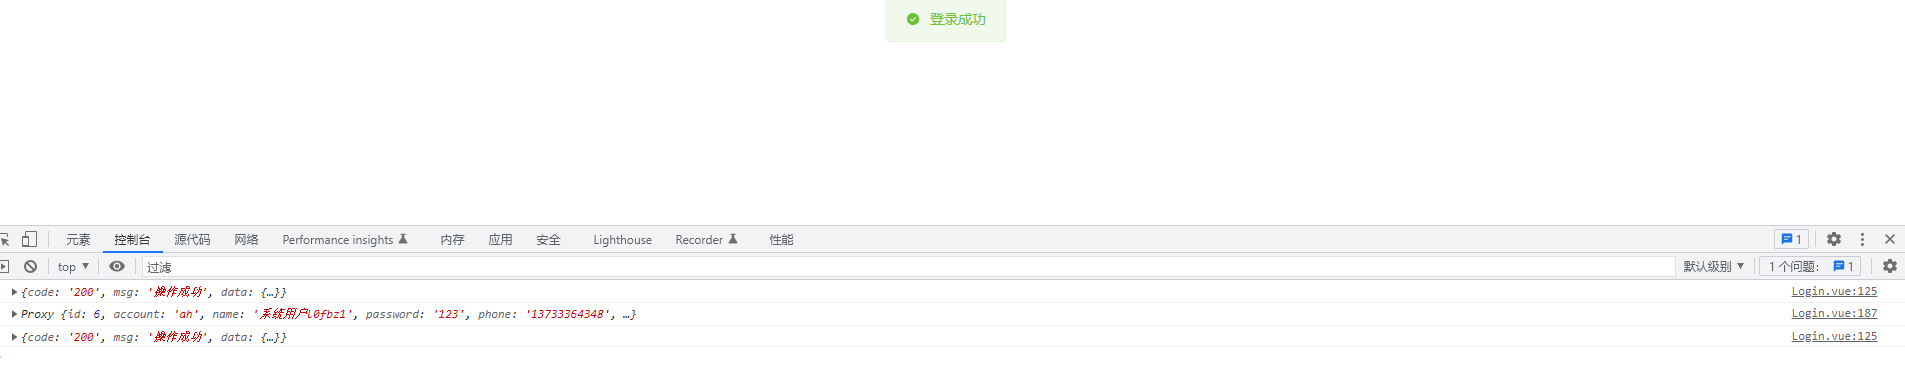 登录成功
元素 控制台 源代码 网络 Performance insights 内存 应用 安全 Lighthouse Recorder 性能 1
top 过滤 默认级别 1 个问题: 1
{code: '200', msg: '操作成功', data: {…}} Login.vue:125
Proxy {id: 6, account: 'ah', name: '系统用户l0fbz1', password: '123', phone: '13733364348', …} Login.vue:187
{code: '200', msg: '操作成功', data: {…}} Login.vue:125